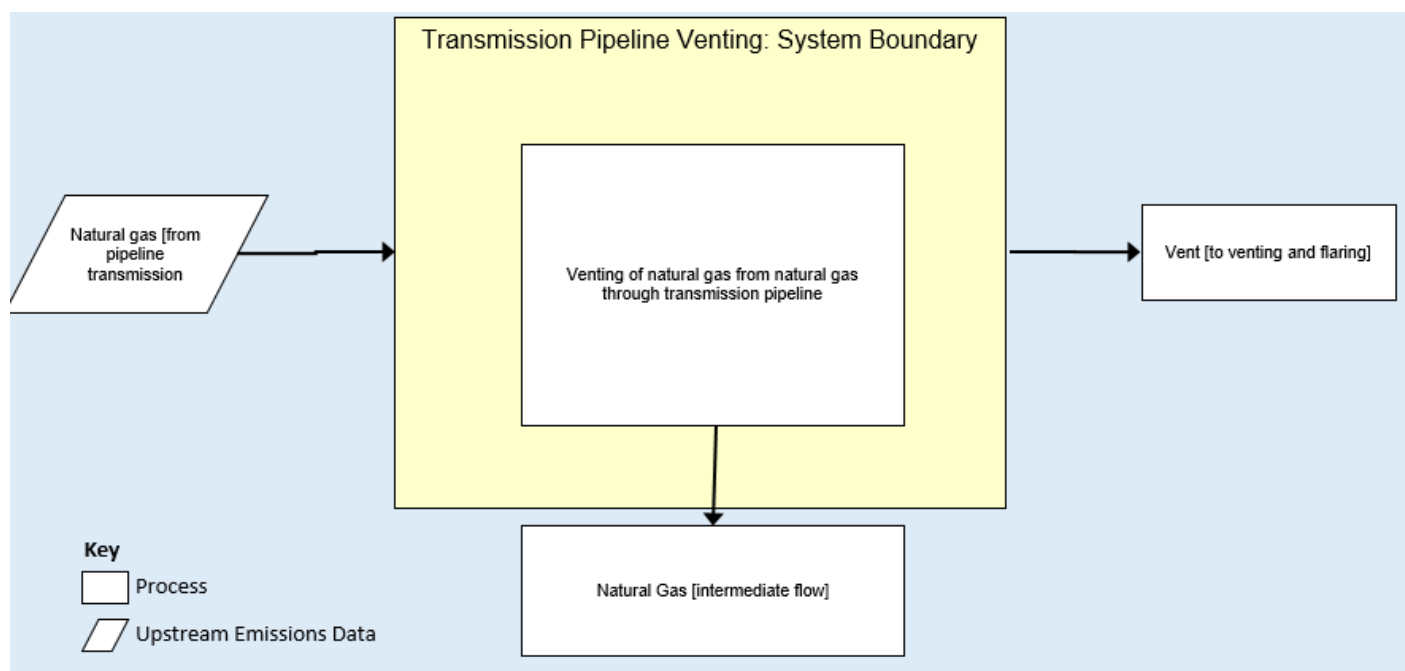 Transmission Pipeline Venting: System Boundary
Natural gas [from
pipeline
transmission
Venting of natural gas from natural gas
through transmission pipeline
Vent [to venting and flaring]
Natural Gas [intermediate flow]
Key
Process
Upstream Emissions Data